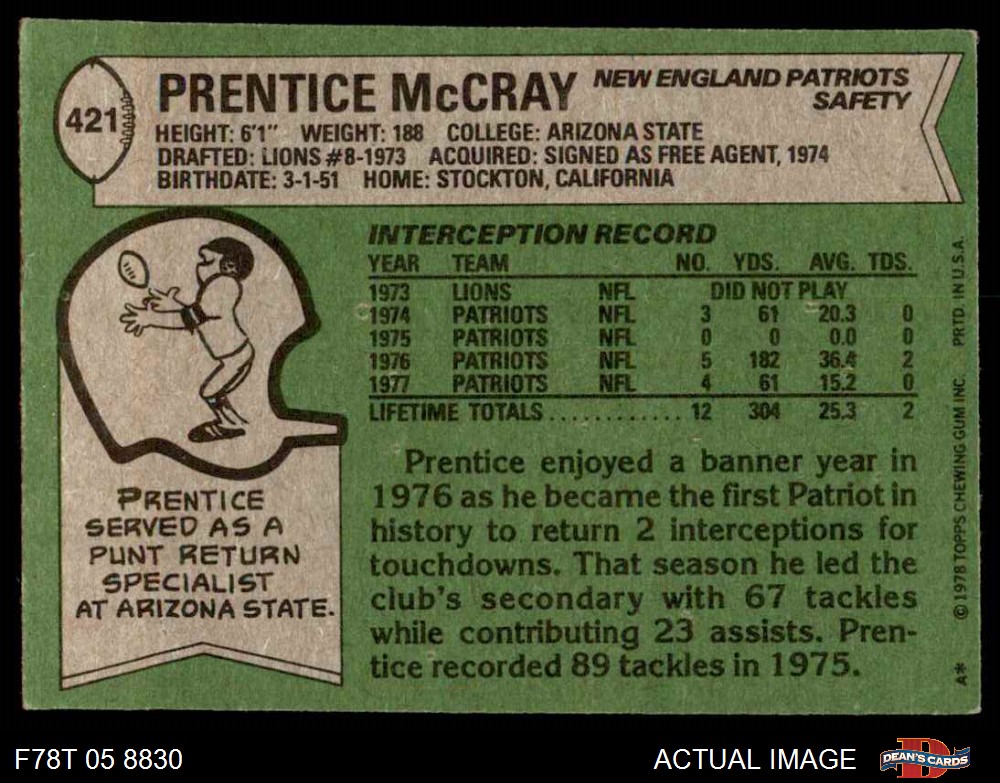 421
PRENTICE McCRAY NEW ENGLAND PATRIOTS
SAFETY
HEIGHT: 6'1" WEIGHT: 188 COLLEGE: ARIZONA STATE
DRAFTED: LIONS #8-1973 ACQUIRED: SIGNED AS FREE AGENT, 1974
BIRTHDATE: 3-1-51 HOME: STOCKTON, CALIFORNIA
INTERCEPTION RECORD
YEAR TEAM NO. YDS. AVG. TDS.
1973 LIONS NFL DID NOT PLAY
1974 PATRIOTS NFL 3 61 20.3 0
1975 PATRIOTS NFL 0 0 0.0 0
1976 PATRIOTS NFL 5 182 36.4 2
1977 PATRIOTS NFL 4 61 15.2 0
LIFETIME TOTALS............ 12 304 25.3 2
Prentice enjoyed a banner year in
1976 as he became the first Patriot in
history to return 2 interceptions for
touchdowns. That season he led the
club's secondary with 67 tackles
while contributing 23 assists. Pren-
tice recorded 89 tackles in 1975.
PRENTICE
SERVED AS A
PUNT RETURN
SPECIALIST
AT ARIZONA STATE.
A* © 1978 TOPPS CHEWING GUM INC. PRTD. IN U.S.A.
F78T 05 8830
ACTUAL IMAGE
D
DEAN'S CARDS